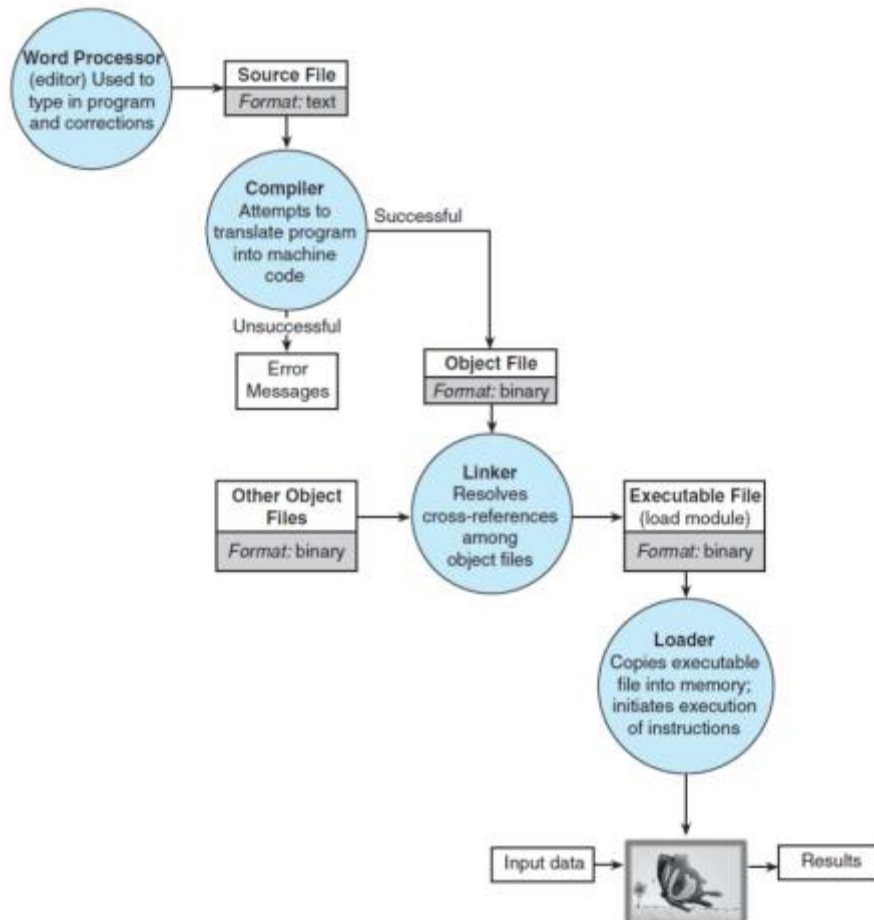 Word Processor
(editor) Used to
type in program
and corrections
Source File
Format: text
Compiler
Attempts to
translate program
into machine
code
Successful
Unsuccessful
Error
Messages
Object File
Format: binary
Other Object
Files
Format: binary
Linker
Resolves
cross-references
among
object files
Executable File
(load module)
Format: binary
Loader
Copies executable
file into memory;
initiates execution
of instructions
Input data
Results